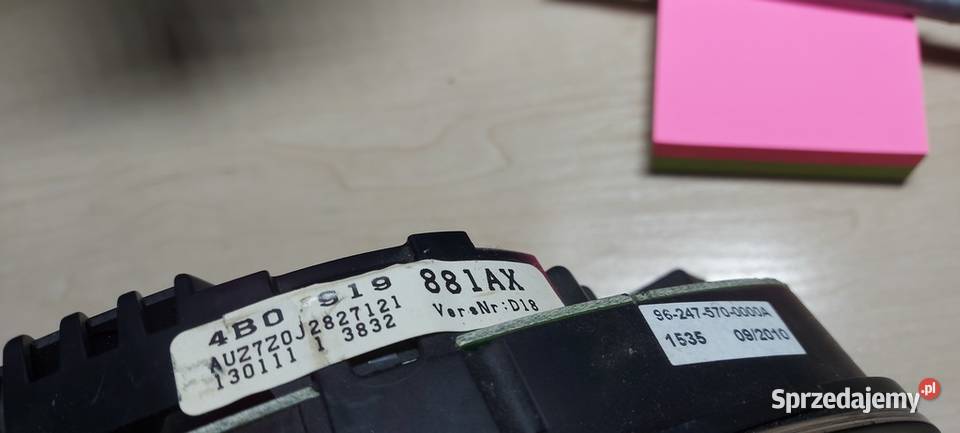 4B0 919 881AX
AUZ7Z0J2827121 VersNr:D18
130111 1 3832
96-247-570-0000A
1535 09/2010
Sprzedajemy.pl